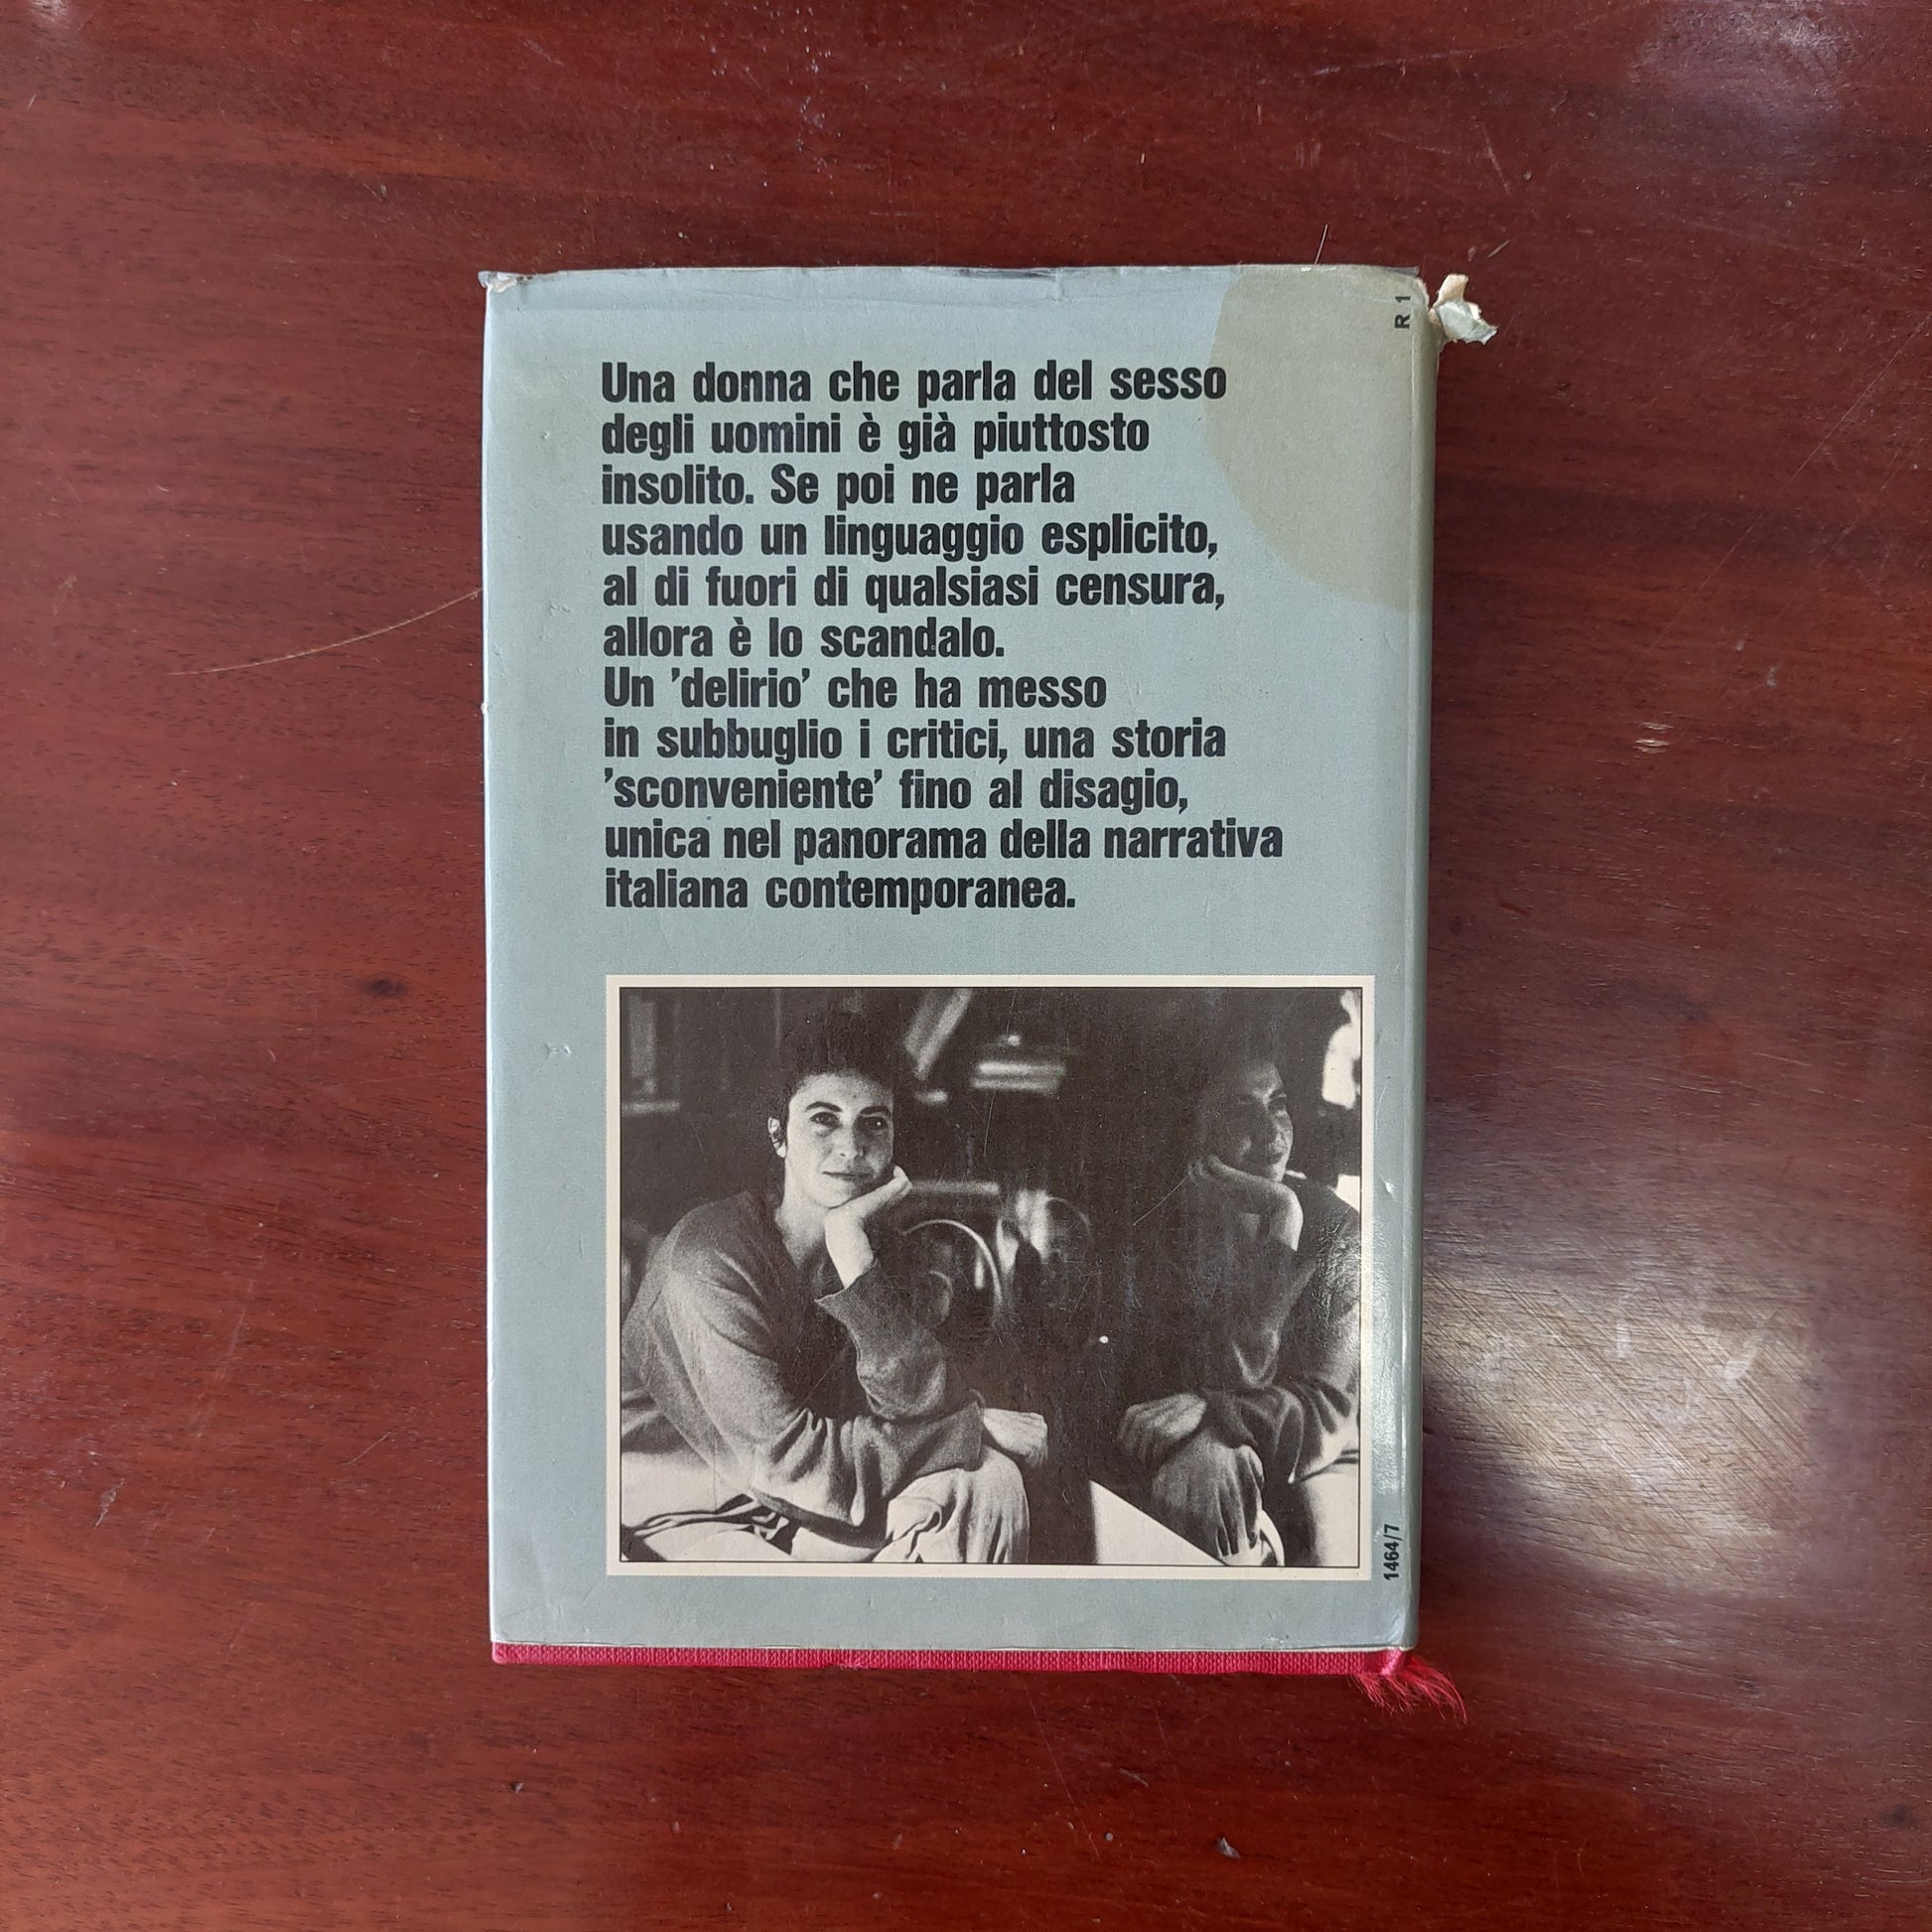 R 1
Una donna che parla del sesso
degli uomini è già piuttosto
insolito. Se poi ne parla
usando un linguaggio esplicito,
al di fuori di qualsiasi censura,
allora è lo scandalo.
Un 'delirio' che ha messo
in subbuglio i critici, una storia
'sconveniente' fino al disagio,
unica nel panorama della narrativa
italiana contemporanea.
1464/7